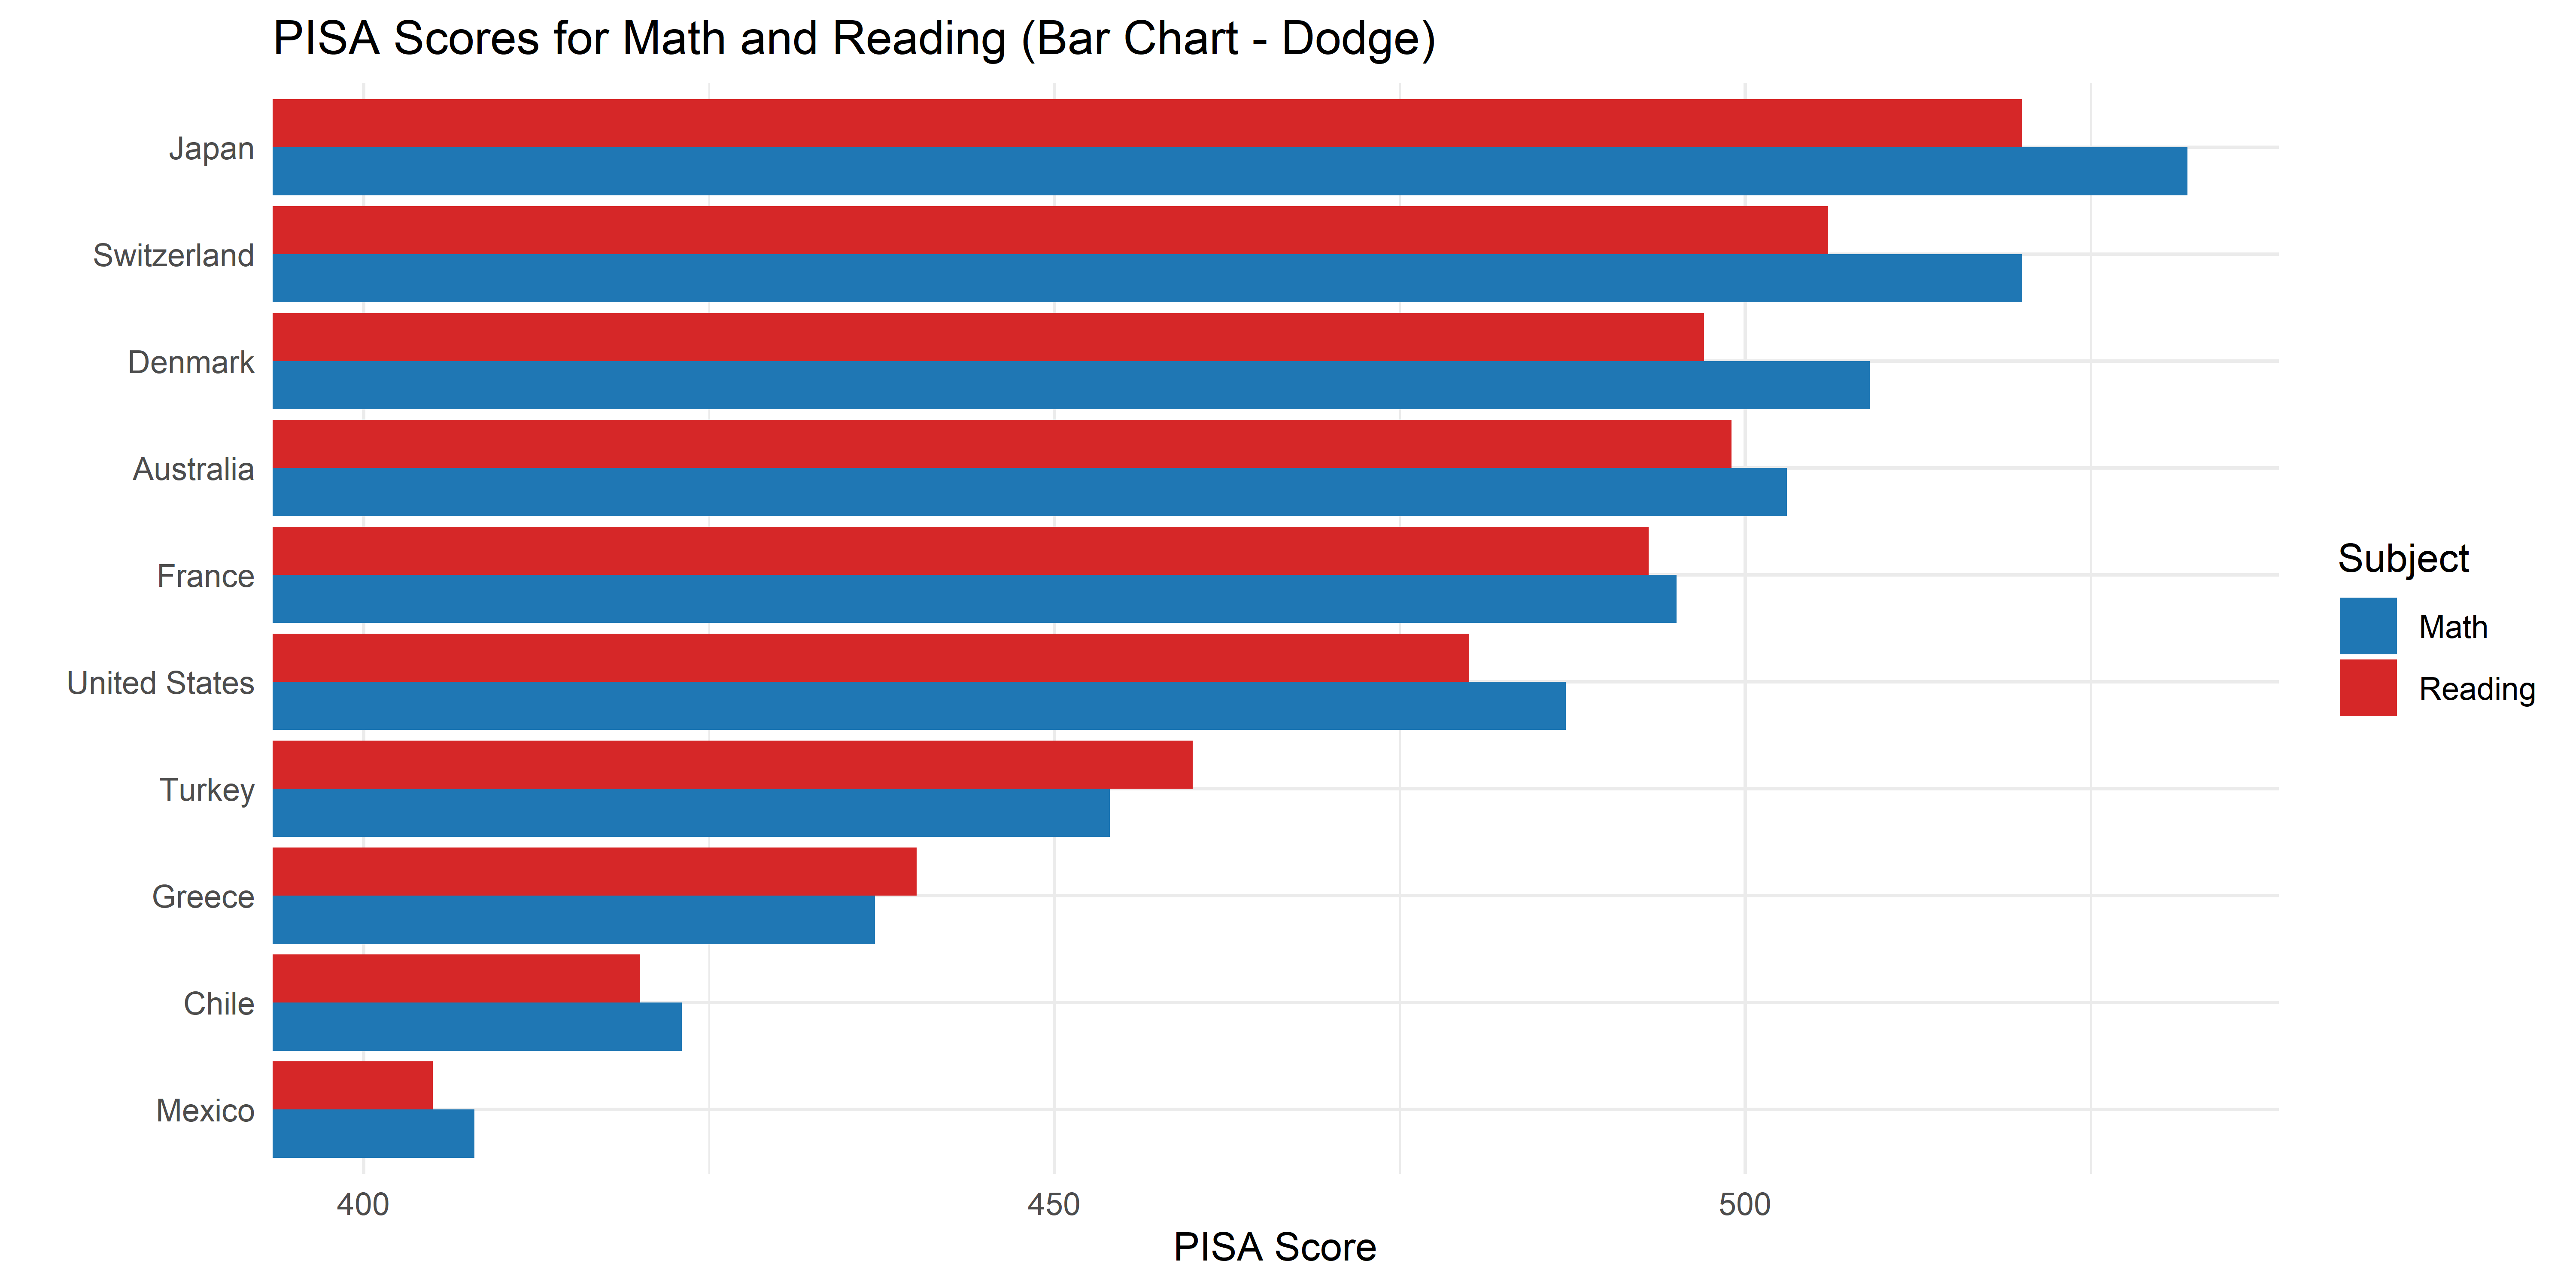 PISA Scores for Math and Reading (Bar Chart - Dodge)
Japan
Switzerland
Denmark
Australia
France
United States
Turkey
Greece
Chile
Mexico
400 450 500
PISA Score
Subject
Math
Reading